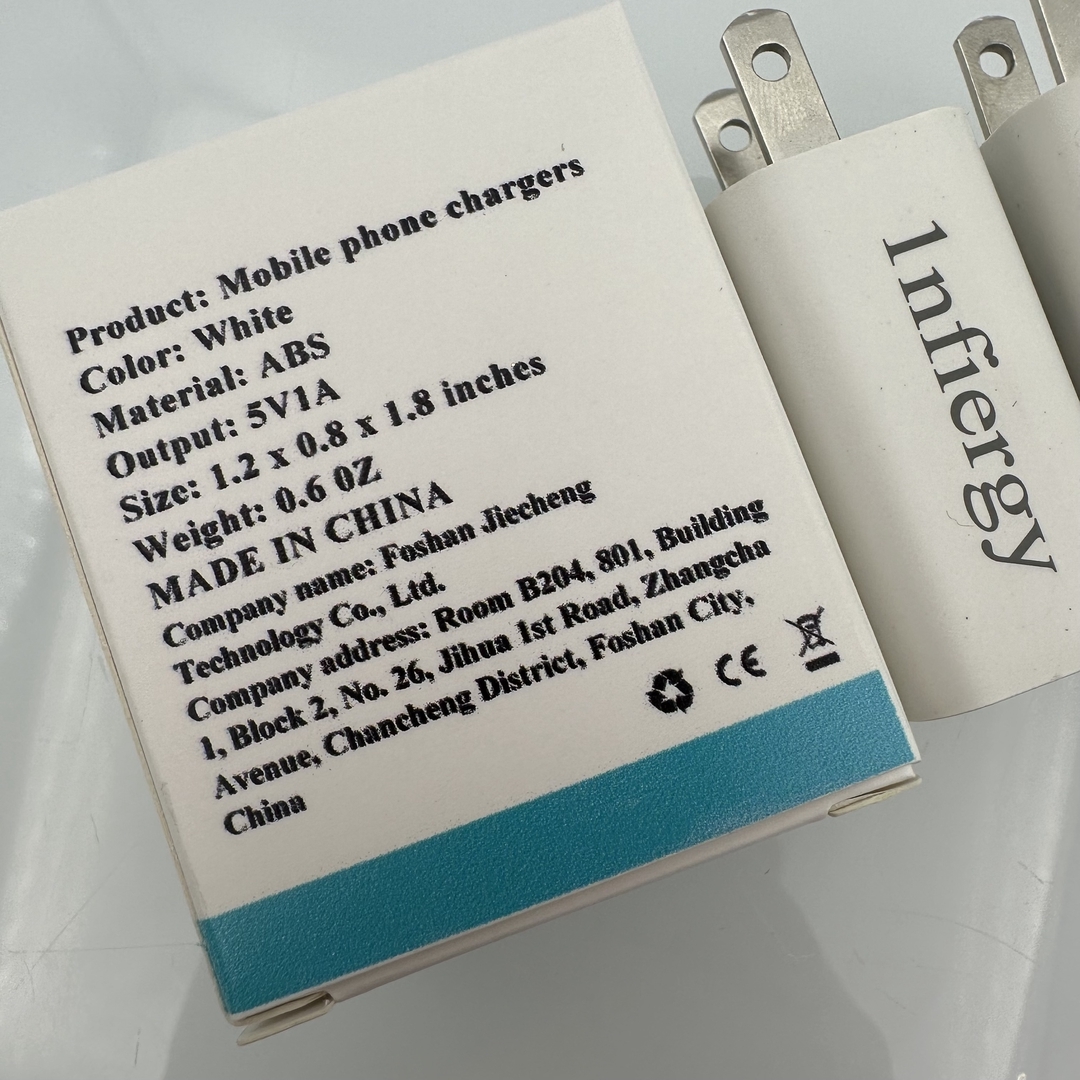 Product: Mobile phone chargers
Color: White
Material: ABS
Output: 5V1A
Size: 1.2 x 0.8 x 1.8 inches
Weight: 0.6 0Z
MADE IN CHINA
Company name: Foshan Jiecheng
Technology Co., Ltd.
Company address: Room B204, 801, Building
1, Block 2, No. 26, Jihua 1st Road, Zhangcha
Avenue, Chancheng District, Foshan City,
China
CE
1nfiergy